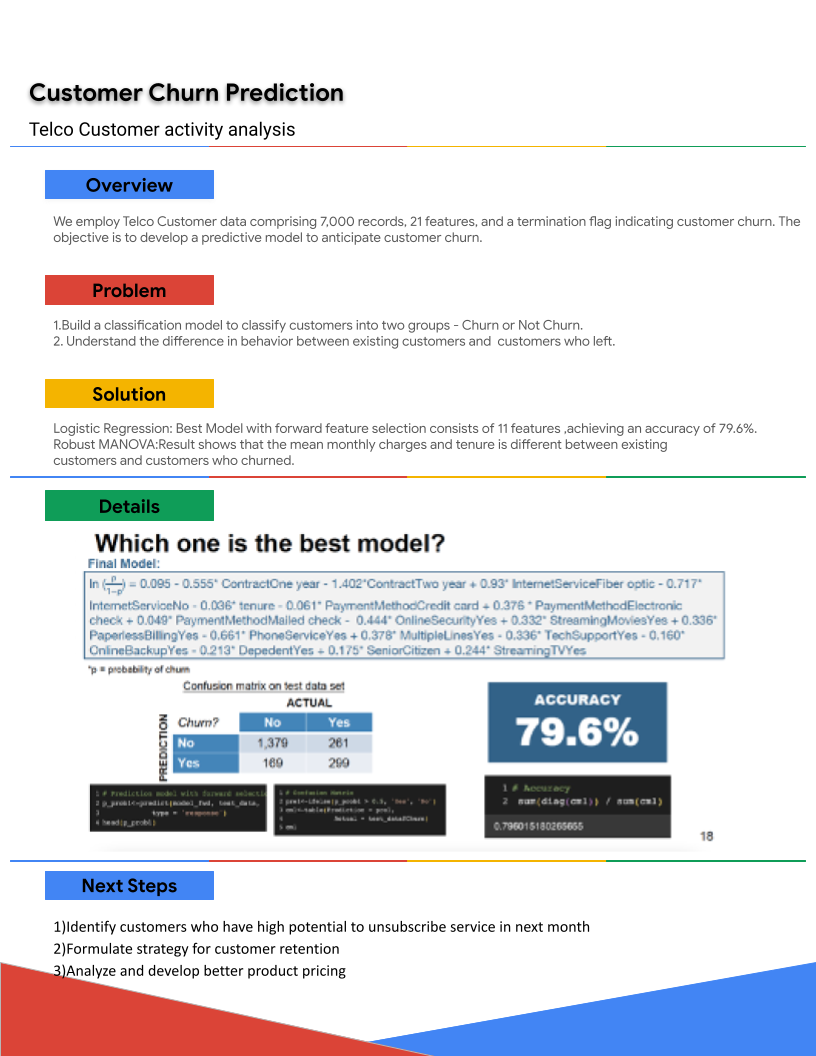 Customer Churn Prediction
Telco Customer activity analysis
Overview
We employ Telco Customer data comprising 7,000 records, 21 features, and a termination flag indicating customer churn. The
objective is to develop a predictive model to anticipate customer churn.
Problem
1.Build a classification model to classify customers into two groups - Churn or Not Churn.
2. Understand the difference in behavior between existing customers and  customers who left.
Solution
Logistic Regression: Best Model with forward feature selection consists of 11 features ,achieving an accuracy of 79.6%.
Robust MANOVA:Result shows that the mean monthly charges and tenure is different between existing
customers and customers who churned.
Details
Which one is the best model?
Final Model:
ln (p/1−p) = 0.095 - 0.555* ContractOne year - 1.402*ContractTwo year + 0.93* InternetServiceFiber optic - 0.717*
InternetServiceNo - 0.036* tenure - 0.061* PaymentMethodCredit card + 0.376 * PaymentMethodElectronic
check + 0.049* PaymentMethodMailed check - 0.444* OnlineSecurityYes + 0.332* StreamingMoviesYes + 0.336*
PaperlessBillingYes - 0.661* PhoneServiceYes + 0.378* MultipleLinesYes - 0.336* TechSupportYes - 0.160*
OnlineBackupYes - 0.213* DepedentYes + 0.175* SeniorCitizen + 0.244* StreamingTVYes
*p = probability of churn
Confusion matrix on test data set
ACTUAL
PREDICTION
Churn? No Yes
No 1,379 261
Yes 169 299
ACCURACY
79.6%
1 # Prediction model with forward selectio
2 p_prob1<-predict(model_fwd, test_data,
3 type = 'response')
4 head(p_prob1)
1 # Confusion Matrix
2 pre1<-ifelse(p_prob1 > 0.5, 'Yes', 'No')
3 cm1<-table(Prediction = pre1,
4 Actual = test_data$Churn)
5 cm1
1 # Accuracy
2 sum(diag(cm1)) / sum(cm1)
0.796015180265655
18
Next Steps
1)Identify customers who have high potential to unsubscribe service in next month
2)Formulate strategy for customer retention
3)Analyze and develop better product pricing